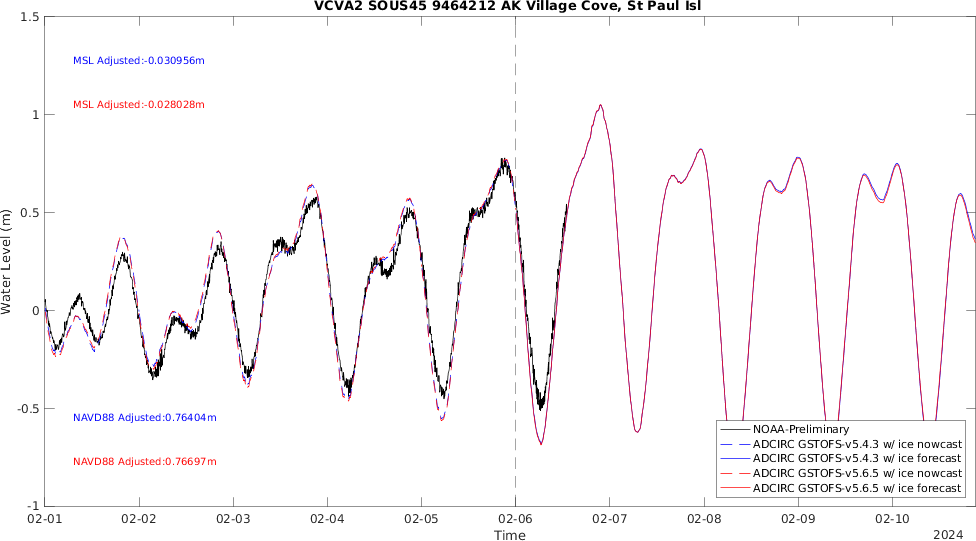 VCVA2 SOUS45 9464212 AK Village Cove, St Paul Isl
1.5
MSL Adjusted:-0.030956m
MSL Adjusted:-0.028028m
1
0.5
Water Level (m)
0
-0.5
NAVD88 Adjusted:0.76404m
NAVD88 Adjusted:0.76697m
NOAA-Preliminary
ADCIRC GSTOFS-v5.4.3 w/ ice nowcast
ADCIRC GSTOFS-v5.4.3 w/ ice forecast
ADCIRC GSTOFS-v5.6.5 w/ ice nowcast
ADCIRC GSTOFS-v5.6.5 w/ ice forecast
-1
02-01 02-02 02-03 02-04 02-05 02-06 02-07 02-08 02-09 02-10
Time
2024